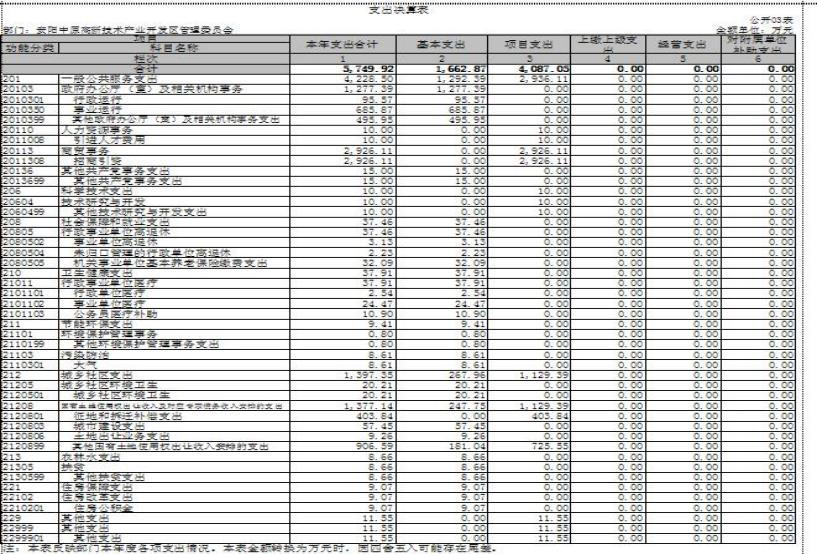 支出决算表
公开03表
部门：安阳中原高新技术产业开发区管理委员会 金额单位：万元
项目 本年支出合计 基本支出 项目支出 上缴上级支出 经营支出 对附属单位补助支出
功能分类 科目名称
栏次 1 2 3 4 5 6
合计 5,749.92 1,662.87 4,087.05 0.00 0.00 0.00
201 一般公共服务支出 4,228.50 1,292.39 2,936.11 0.00 0.00 0.00
20103 政府办公厅（室）及相关机构事务 1,277.39 1,277.39 0.00 0.00 0.00 0.00
2010301 行政运行 95.57 95.57 0.00 0.00 0.00 0.00
2010350 事业运行 685.87 685.87 0.00 0.00 0.00 0.00
2010399 其他政府办公厅（室）及相关机构事务支出 495.95 495.95 0.00 0.00 0.00 0.00
20110 人力资源事务 10.00 0.00 10.00 0.00 0.00 0.00
2011008 引进人才费用 10.00 0.00 10.00 0.00 0.00 0.00
20113 商贸事务 2,926.11 0.00 2,926.11 0.00 0.00 0.00
2011308 招商引资 2,926.11 0.00 2,926.11 0.00 0.00 0.00
20136 其他共产党事务支出 15.00 15.00 0.00 0.00 0.00 0.00
2013699 其他共产党事务支出 15.00 15.00 0.00 0.00 0.00 0.00
206 科学技术支出 10.00 0.00 10.00 0.00 0.00 0.00
20604 技术研究与开发 10.00 0.00 10.00 0.00 0.00 0.00
2060499 其他技术研究与开发支出 10.00 0.00 10.00 0.00 0.00 0.00
208 社会保障和就业支出 37.46 37.46 0.00 0.00 0.00 0.00
20805 行政事业单位离退休 37.46 37.46 0.00 0.00 0.00 0.00
2080502 事业单位离退休 3.13 3.13 0.00 0.00 0.00 0.00
2080504 未归口管理的行政单位离退休 2.23 2.23 0.00 0.00 0.00 0.00
2080505 机关事业单位基本养老保险缴费支出 32.09 32.09 0.00 0.00 0.00 0.00
210 卫生健康支出 37.91 37.91 0.00 0.00 0.00 0.00
21011 行政事业单位医疗 37.91 37.91 0.00 0.00 0.00 0.00
2101101 行政单位医疗 2.54 2.54 0.00 0.00 0.00 0.00
2101102 事业单位医疗 24.47 24.47 0.00 0.00 0.00 0.00
2101103 公务员医疗补助 10.90 10.90 0.00 0.00 0.00 0.00
211 节能环保支出 9.41 9.41 0.00 0.00 0.00 0.00
21101 环境保护管理事务 0.80 0.80 0.00 0.00 0.00 0.00
2110199 其他环境保护管理事务支出 0.80 0.80 0.00 0.00 0.00 0.00
21103 污染防治 8.61 8.61 0.00 0.00 0.00 0.00
2110301 大气 8.61 8.61 0.00 0.00 0.00 0.00
212 城乡社区支出 1,397.35 267.96 1,129.39 0.00 0.00 0.00
21205 城乡社区环境卫生 20.21 20.21 0.00 0.00 0.00 0.00
2120501 城乡社区环境卫生 20.21 20.21 0.00 0.00 0.00 0.00
21208 国有土地使用权出让收入及对应专项债务收入安排的支出 1,377.14 247.75 1,129.39 0.00 0.00 0.00
2120801 征地和拆迁补偿支出 403.84 0.00 403.84 0.00 0.00 0.00
2120803 城市建设支出 57.45 57.45 0.00 0.00 0.00 0.00
2120806 土地出让业务支出 9.26 9.26 0.00 0.00 0.00 0.00
2120899 其他国有土地使用权出让收入安排的支出 906.59 181.04 725.55 0.00 0.00 0.00
213 农林水支出 8.66 8.66 0.00 0.00 0.00 0.00
21305 扶贫 8.66 8.66 0.00 0.00 0.00 0.00
2130599 其他扶贫支出 8.66 8.66 0.00 0.00 0.00 0.00
221 住房保障支出 9.07 9.07 0.00 0.00 0.00 0.00
22102 住房改革支出 9.07 9.07 0.00 0.00 0.00 0.00
2210201 住房公积金 9.07 9.07 0.00 0.00 0.00 0.00
229 其他支出 11.55 0.00 11.55 0.00 0.00 0.00
22999 其他支出 11.55 0.00 11.55 0.00 0.00 0.00
2299901 其他支出 11.55 0.00 11.55 0.00 0.00 0.00
注：本表反映部门本年度各项支出情况。本表金额转换为万元时，因四舍五入可能存在尾差。